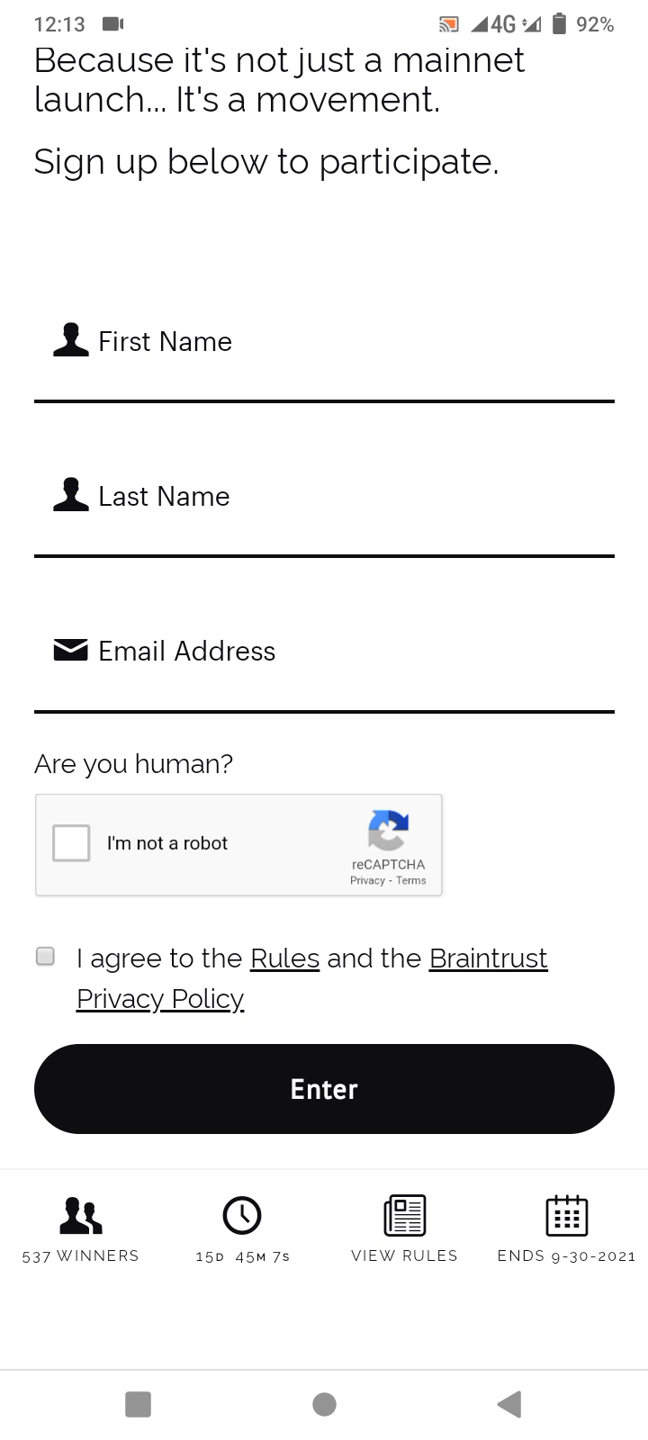 12:13
4G
92%
Because it's not just a mainnet
launch... It's a movement.
Sign up below to participate.
First Name
Last Name
Email Address
Are you human?
I'm not a robot
reCAPTCHA
Privacy - Terms
I agree to the Rules and the Braintrust
Privacy Policy
Enter
537 WINNERS
15D 45M 7S
VIEW RULES
ENDS 9-30-2021